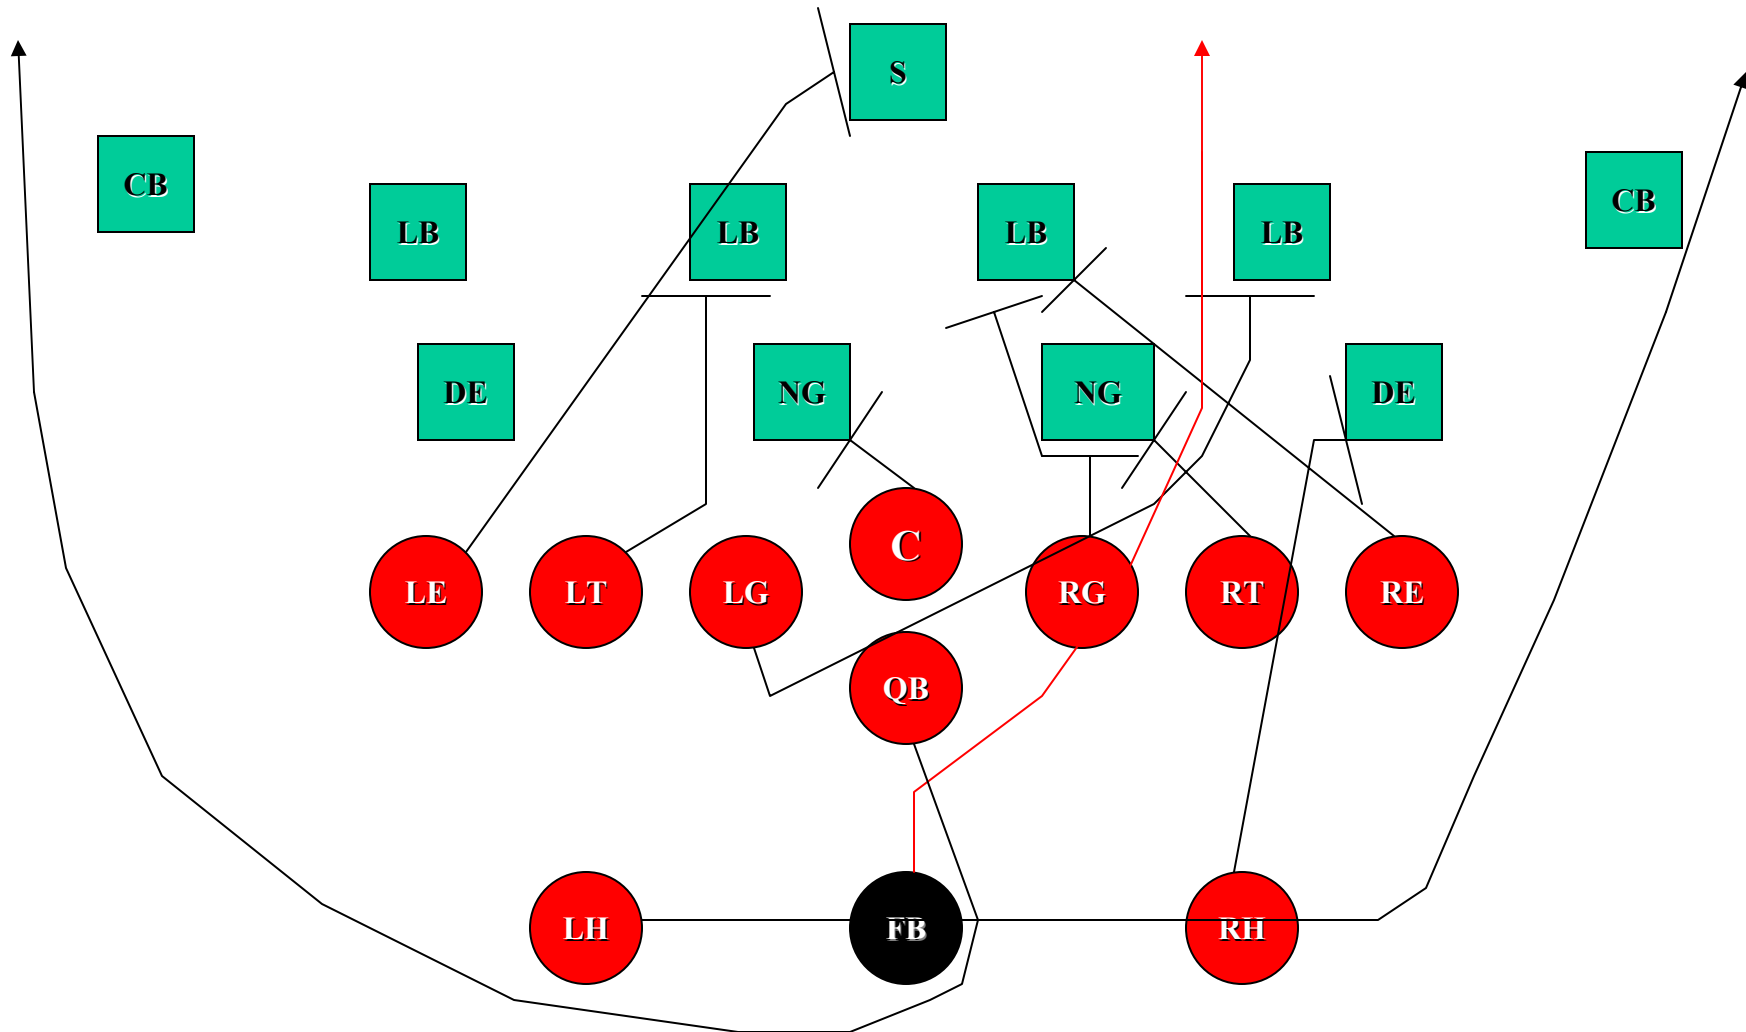 S
CB
CB
LB
LB
LB
LB
DE
NG
NG
DE
C
LE
LT
LG
RG
RT
RE
QB
LH
FB
RH